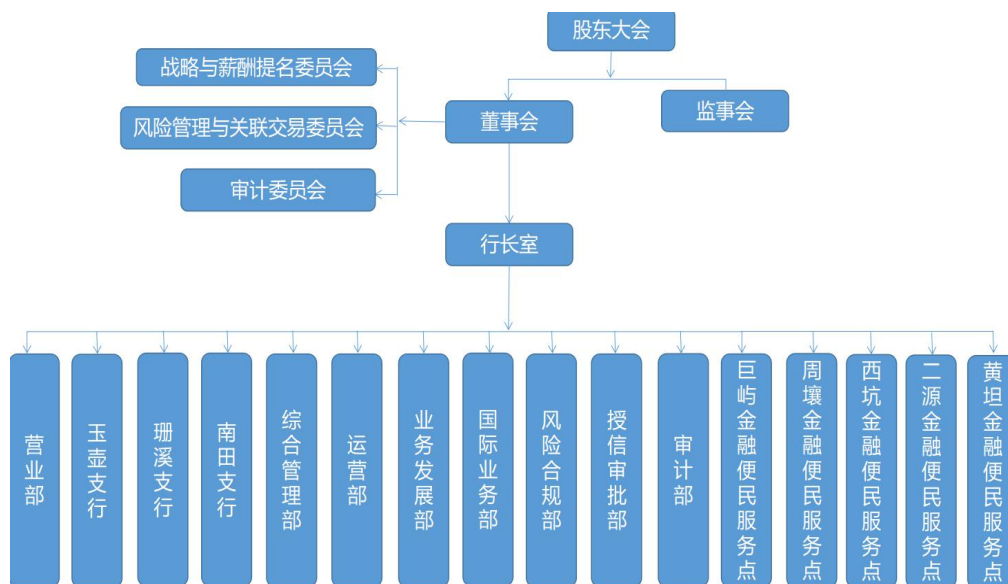 股东大会
战略与薪酬提名委员会
董事会
监事会
风险管理与关联交易委员会
审计委员会
行长室
营业部
玉壶支行
珊溪支行
南田支行
综合管理部
运营部
业务发展部
国际业务部
风险合规部
授信审批部
审计部
巨屿金融便民服务点
周壤金融便民服务点
西坑金融便民服务点
二源金融便民服务点
黄坦金融便民服务点